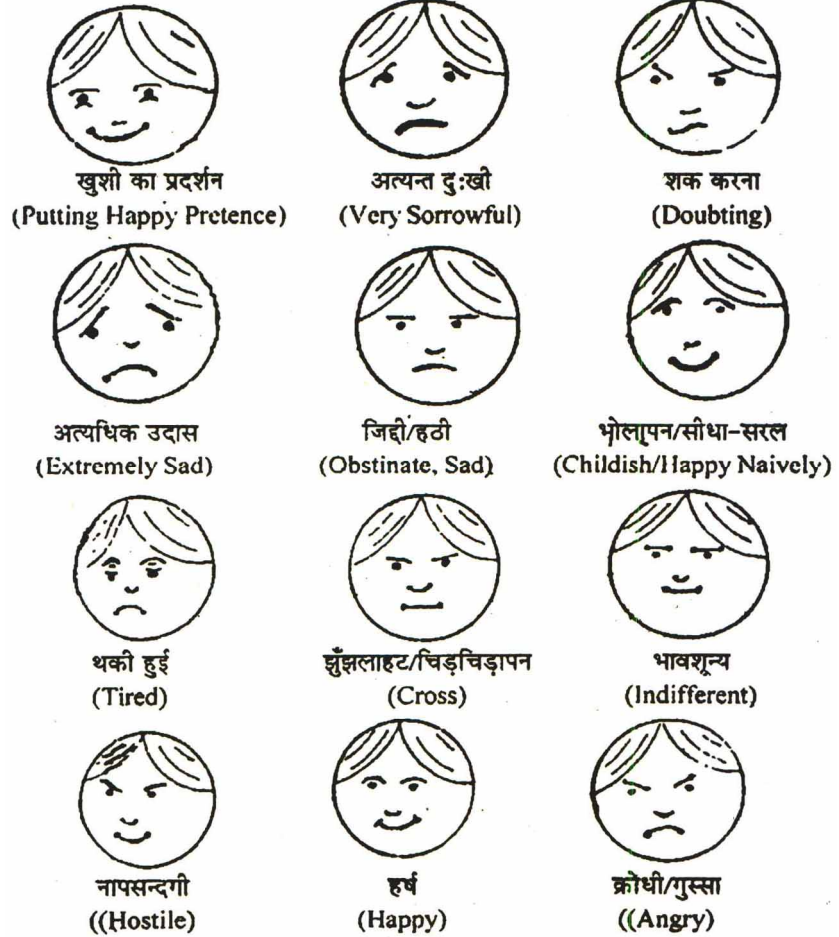 खुशी का प्रदर्शन
(Putting Happy Pretence)
अत्यन्त दुःखी
(Very Sorrowful)
शक करना
(Doubting)
अत्यधिक उदास
(Extremely Sad)
जिद्दी/हठी
(Obstinate, Sad)
भोलापन/सीधा-सरल
(Childish/Happy Naively)
थकी हुई
(Tired)
झुँझलाहट/चिड़चिड़ापन
(Cross)
भावशून्य
(Indifferent)
नापसन्दगी
((Hostile)
हर्ष
(Happy)
क्रोधी/गुस्सा
((Angry)